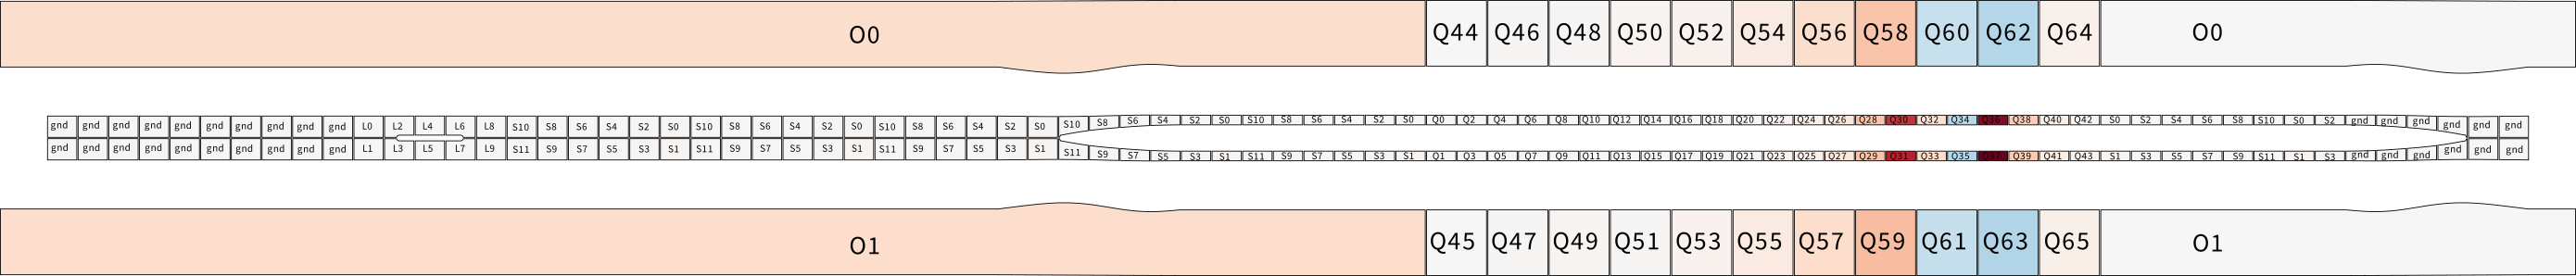 O0 Q44 Q46 Q48 Q50 Q52 Q54 Q56 Q58 Q60 Q62 Q64 O0
gnd gnd gnd gnd gnd gnd gnd gnd gnd gnd L0 L2 L4 L6 L8 S10 S8 S6 S4 S2 S0 S10 S8 S6 S4 S2 S0 S10 S8 S6 S4 S2 S0 S10 S8 S6 S4 S2 S0 S10 S8 S6 S4 S2 S0 Q0 Q2 Q4 Q6 Q8 Q10 Q12 Q14 Q16 Q18 Q20 Q22 Q24 Q26 Q28 Q30 Q32 Q34 Q36 Q38 Q40 Q42 S0 S2 S4 S6 S8 S10 S0 S2 gnd gnd gnd gnd gnd gnd
gnd gnd gnd gnd gnd gnd gnd gnd gnd gnd L1 L3 L5 L7 L9 S11 S9 S7 S5 S3 S1 S11 S9 S7 S5 S3 S1 S11 S9 S7 S5 S3 S1 S11 S9 S7 S5 S3 S1 S11 S9 S7 S5 S3 S1 Q1 Q3 Q5 Q7 Q9 Q11 Q13 Q15 Q17 Q19 Q21 Q23 Q25 Q27 Q29 Q31 Q33 Q35 Q37 Q39 Q41 Q43 S1 S3 S5 S7 S9 S11 S1 S3 gnd gnd gnd gnd gnd gnd
O1 Q45 Q47 Q49 Q51 Q53 Q55 Q57 Q59 Q61 Q63 Q65 O1